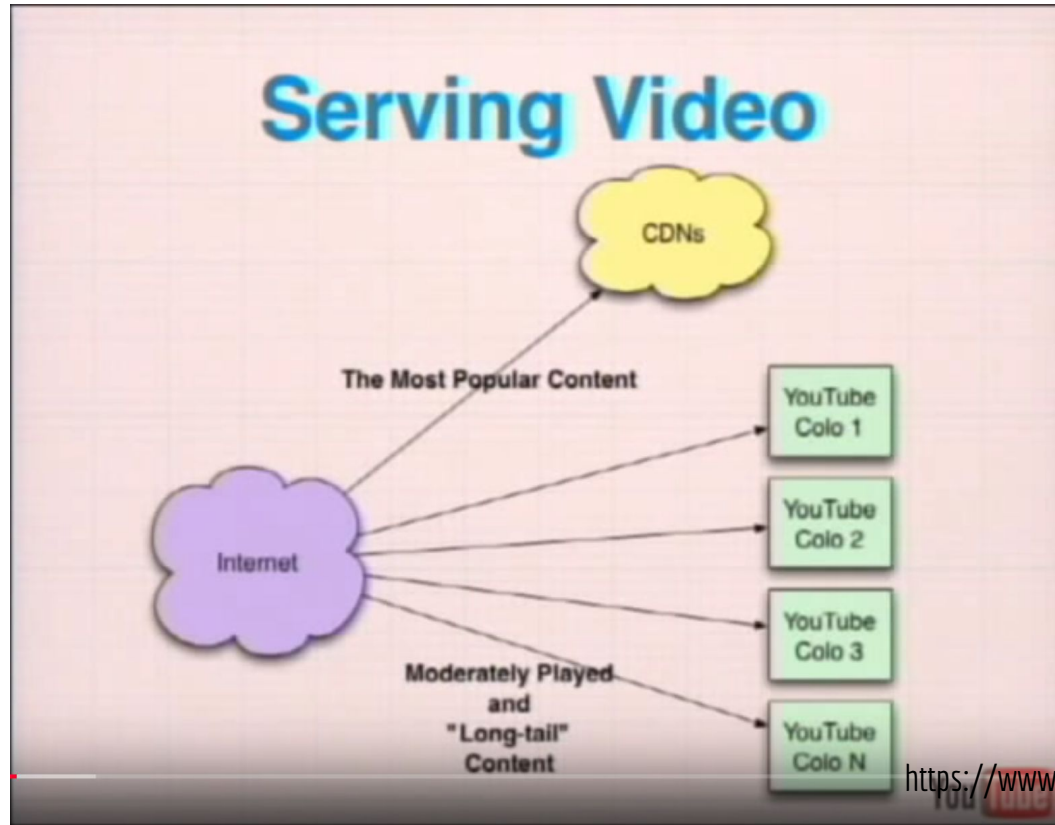 Serving Video
CDNs
The Most Popular Content
YouTube
Colo 1
YouTube
Colo 2
Internet
YouTube
Colo 3
Moderately Played
and
"Long-tail"
Content
YouTube
Colo N
https://www
YouTube